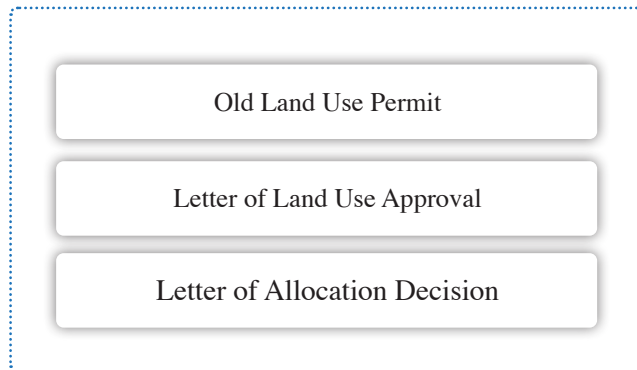 Old Land Use Permit
Letter of Land Use Approval
Letter of Allocation Decision